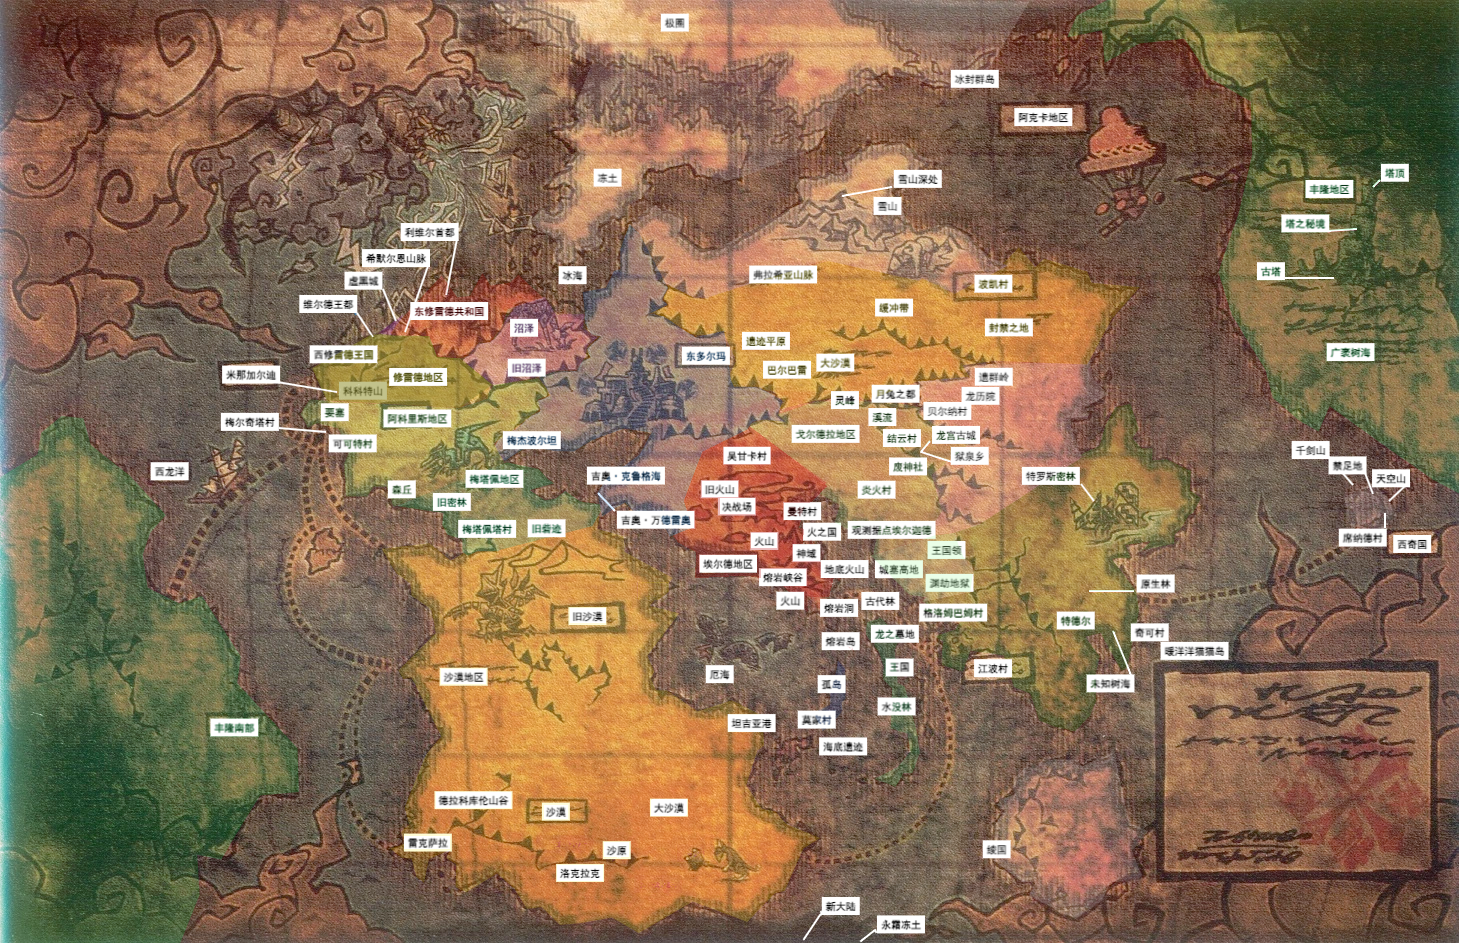 极圈
冰封群岛
阿克卡地区
塔顶
冻土
雪山深处
丰隆地区
雪山
塔之秘境
利维尔首都
希默尔恩山脉
古塔
冰海
弗拉希亚山脉
虚黑城
波凯村
维尔德王都
东修雷德共和国
缓冲带
沼泽
封禁之地
遗迹平原
西修雷德王国
东多尔玛
广袤树海
大沙漠
旧沼泽
巴尔巴雷
米那加尔迪
修雷德地区
遗群岭
科科特山
月兔之都
龙历院
灵峰
要塞
贝尔纳村
阿科里斯地区
溪流
梅尔奇塔村
戈尔德拉地区
龙宫古城
结云村
可可特村
梅杰波尔坦
千剑山
吴甘卡村
狱泉乡
禁足地
废神社
西龙洋
吉奥·克鲁格海
特罗斯密林
天空山
梅塔佩地区
森丘
旧火山
炎火村
旧密林
决战场
曼特村
吉奥·万德雷奥
梅塔佩塔村
旧砦迹
火之国
观测据点埃尔迦德
席纳德村
西奇国
火山
王国领
神域
埃尔德地区
地底火山
城塞高地
熔岩峡谷
渊劫地狱
原生林
火山
熔岩洞
古代林
格洛姆巴姆村
旧沙漠
特德尔
龙之墓地
奇可村
熔岩岛
暖洋洋猫猫岛
王国
江波村
厄海
沙漠地区
孤岛
未知树海
水没林
莫家村
坦吉亚港
丰隆南部
海底遗迹
德拉科库伦山谷
大沙漠
沙漠
雷克萨拉
沙原
绫国
洛克拉克
新大陆
永霜冻土